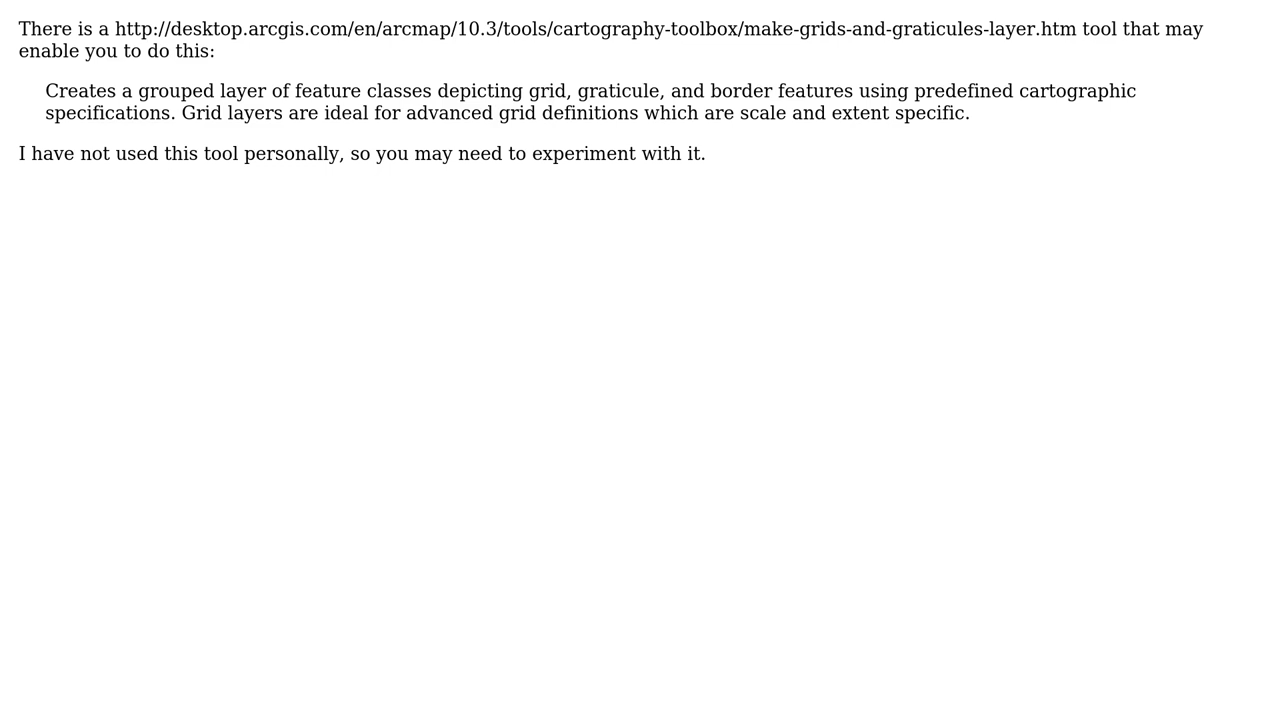 There is a http://desktop.arcgis.com/en/arcmap/10.3/tools/cartography-toolbox/make-grids-and-graticules-layer.htm tool that may
enable you to do this:
Creates a grouped layer of feature classes depicting grid, graticule, and border features using predefined cartographic
specifications. Grid layers are ideal for advanced grid definitions which are scale and extent specific.
I have not used this tool personally, so you may need to experiment with it.